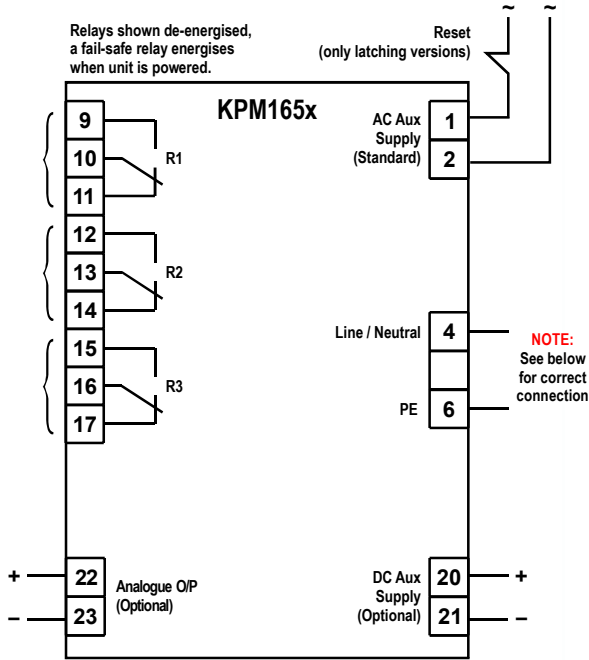 ~ ~
Relays shown de-energised,
a fail-safe relay energises
when unit is powered.
Reset
(only latching versions)
KPM165x
9
10
11
R1
12
13
14
R2
15
16
17
R3
AC Aux
Supply
(Standard)
1
2
Line / Neutral
4
PE
6
NOTE:
See below
for correct
connection
+
–
22
23
Analogue O/P
(Optional)
DC Aux
Supply
(Optional)
20
21
+
–